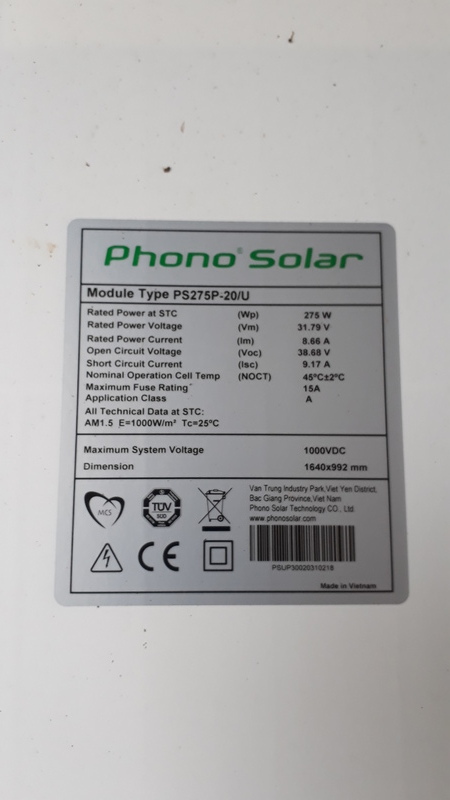 Phono® Solar
Module Type PS275P-20/U
Rated Power at STC (Wp) 275 W
Rated Power Voltage (Vm) 31.79 V
Rated Power Current (Im) 8.66 A
Open Circuit Voltage (Voc) 38.68 V
Short Circuit Current (Isc) 9.17 A
Nominal Operation Cell Temp (NOCT) 45°C±2°C
Maximum Fuse Rating 15A
Application Class A
All Technical Data at STC:
AM1.5 E=1000W/m² Tc=25°C
Maximum System Voltage 1000VDC
Dimension 1640x992 mm
Van Trung Industry Park,Viet Yen District,
Bac Giang Province,Viet Nam
Phono Solar Technology CO., Ltd
www.phonosolar.com
MCS
TÜV
SÜD
CE
PSUP30020310218
Made in Vietnam